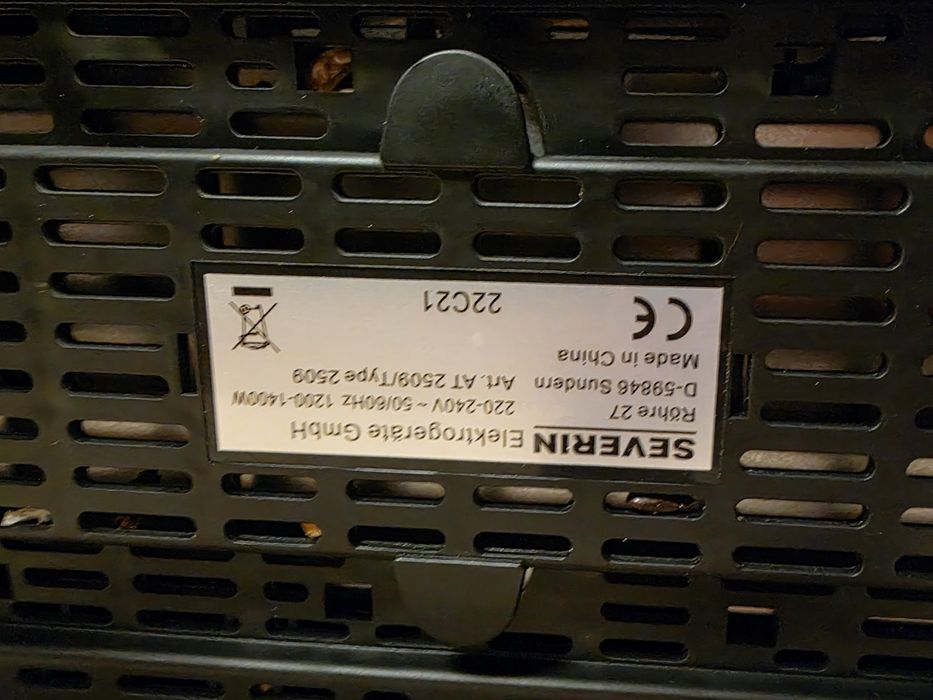 SEVERIN Elektrogeräte GmbH
Röhre 27
D-59846 Sundern
Made in China
220-240V ~ 50/60Hz 1200-1400W
Art. AT 2509/Type 2509
CE
22C21